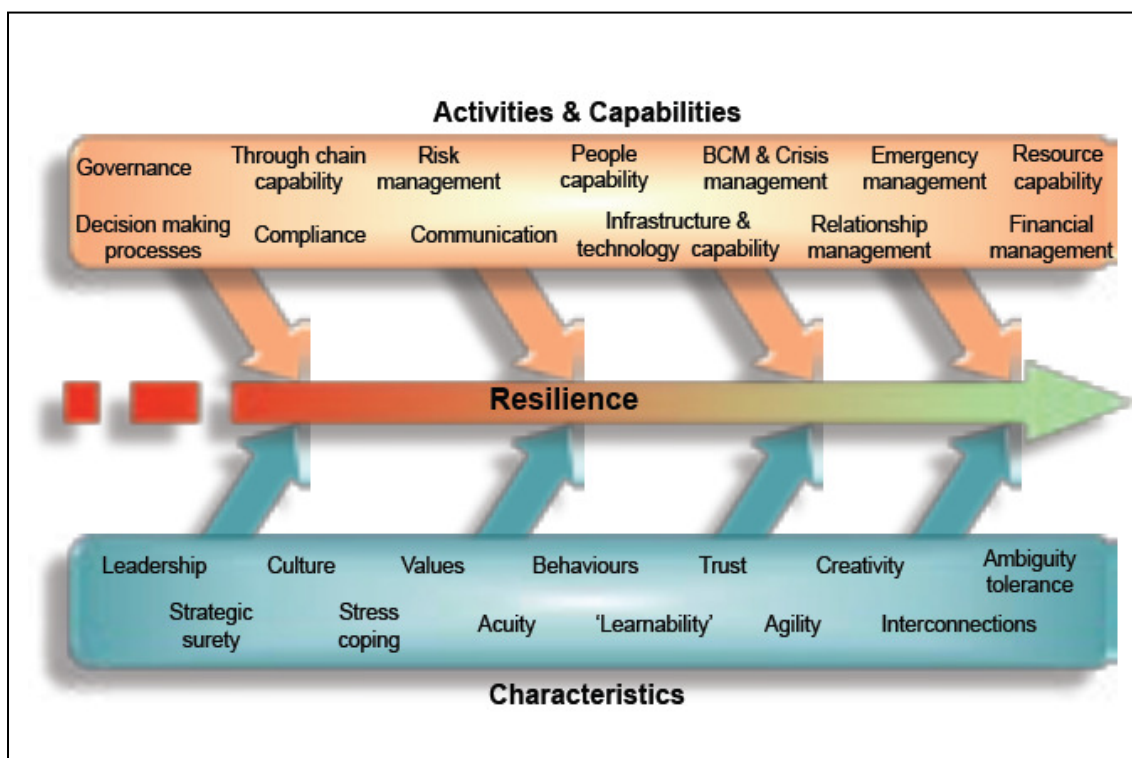 Activities & Capabilities
Governance
Through chain
capability
Risk
management
People
capability
BCM & Crisis
management
Emergency
management
Resource
capability
Decision making
processes
Compliance
Communication
Infrastructure &
technology capability
Relationship
management
Financial
management
Resilience
Leadership
Culture
Values
Behaviours
Trust
Creativity
Ambiguity
tolerance
Strategic
surety
Stress
coping
Acuity
‘Learnability’
Agility
Interconnections
Characteristics